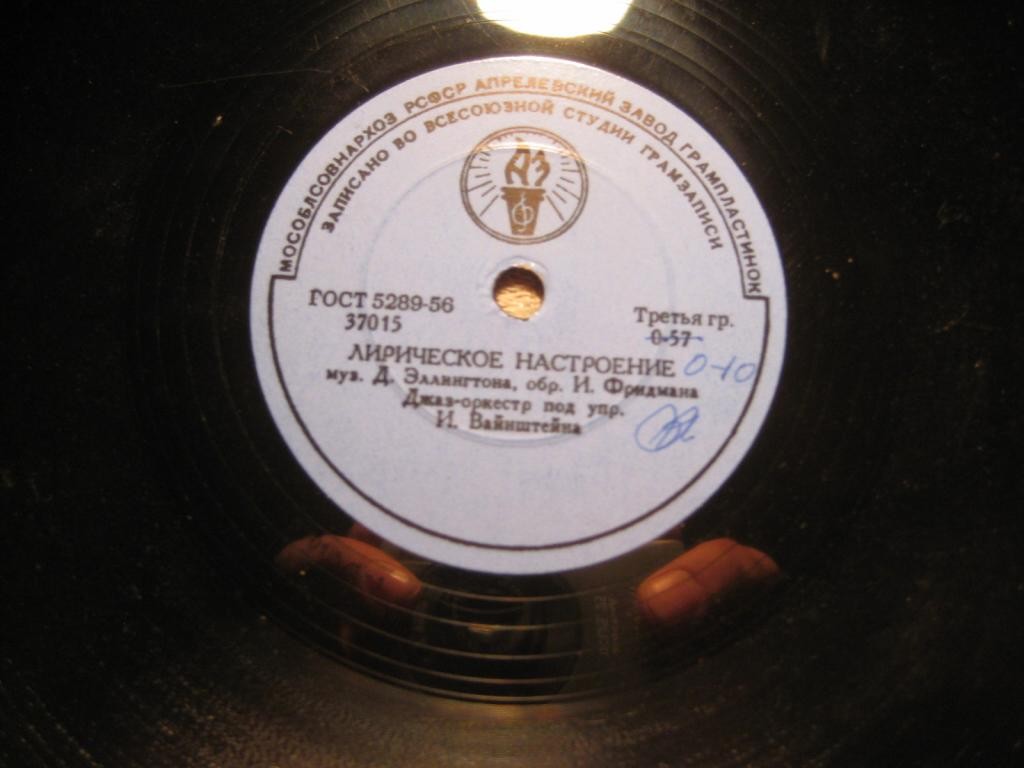 МОСОБЛСОВНАРХОЗ РСФСР АПРЕЛЕВСКИЙ ЗАВОД ГРАМПЛАСТИНОК
ЗАПИСАНО ВО ВСЕСОЮЗНОЙ СТУДИИ ГРАМЗАПИСИ
АЗ
ГОСТ 5289-56
37015
Третья гр.
0-57
ЛИРИЧЕСКОЕ НАСТРОЕНИЕ 0-10
муз. Д. Эллингтона, обр. И. Фридмана
Джаз-оркестр под упр.
И. Вайнштейна